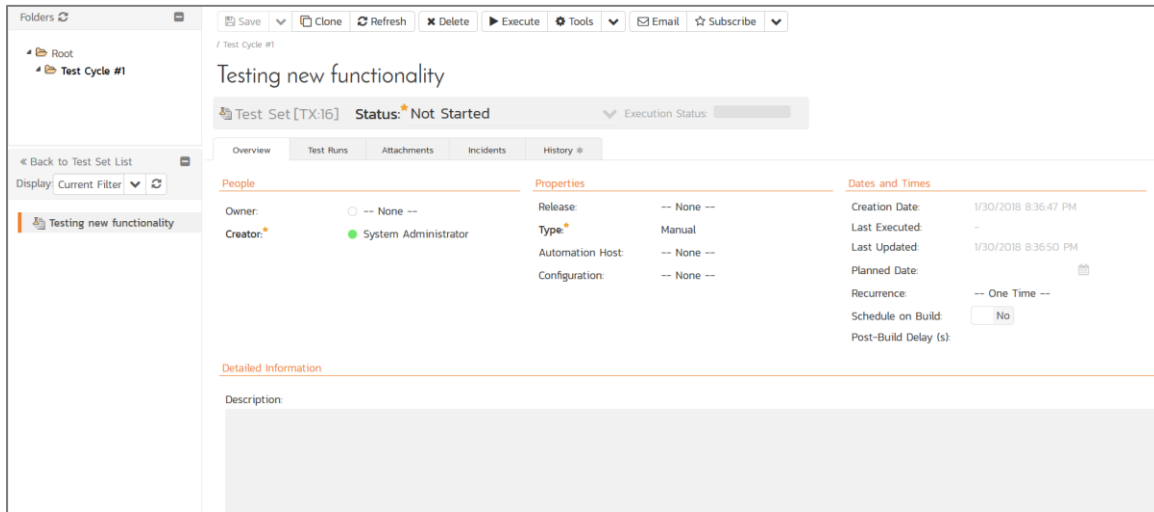 Folders
Root
Test Cycle #1
« Back to Test Set List
Display: Current Filter
Testing new functionality
Save Clone Refresh Delete Execute Tools Email Subscribe
/ Test Cycle #1
Testing new functionality
Test Set [TX:16] Status: Not Started Execution Status:
Overview Test Runs Attachments Incidents History
People
Owner: -- None --
Creator: System Administrator
Properties
Release: -- None --
Type: Manual
Automation Host: -- None --
Configuration: -- None --
Dates and Times
Creation Date: 1/30/2018 8:36:47 PM
Last Executed: -
Last Updated: 1/30/2018 8:36:50 PM
Planned Date:
Recurrence: -- One Time --
Schedule on Build: No
Post-Build Delay (s):
Detailed Information
Description: